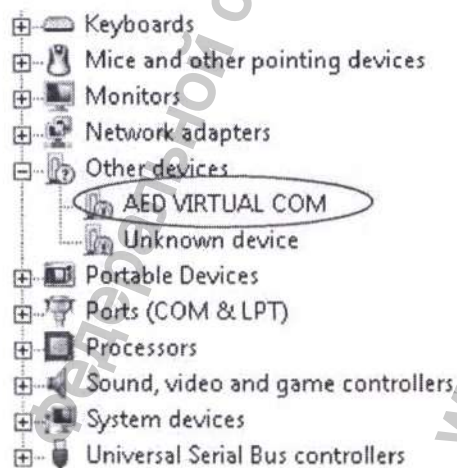 Keyboards
Mice and other pointing devices
Monitors
Network adapters
Other devices
AED VIRTUAL COM
Unknown device
Portable Devices
Ports (COM & LPT)
Processors
Sound, video and game controllers
System devices
Universal Serial Bus controllers